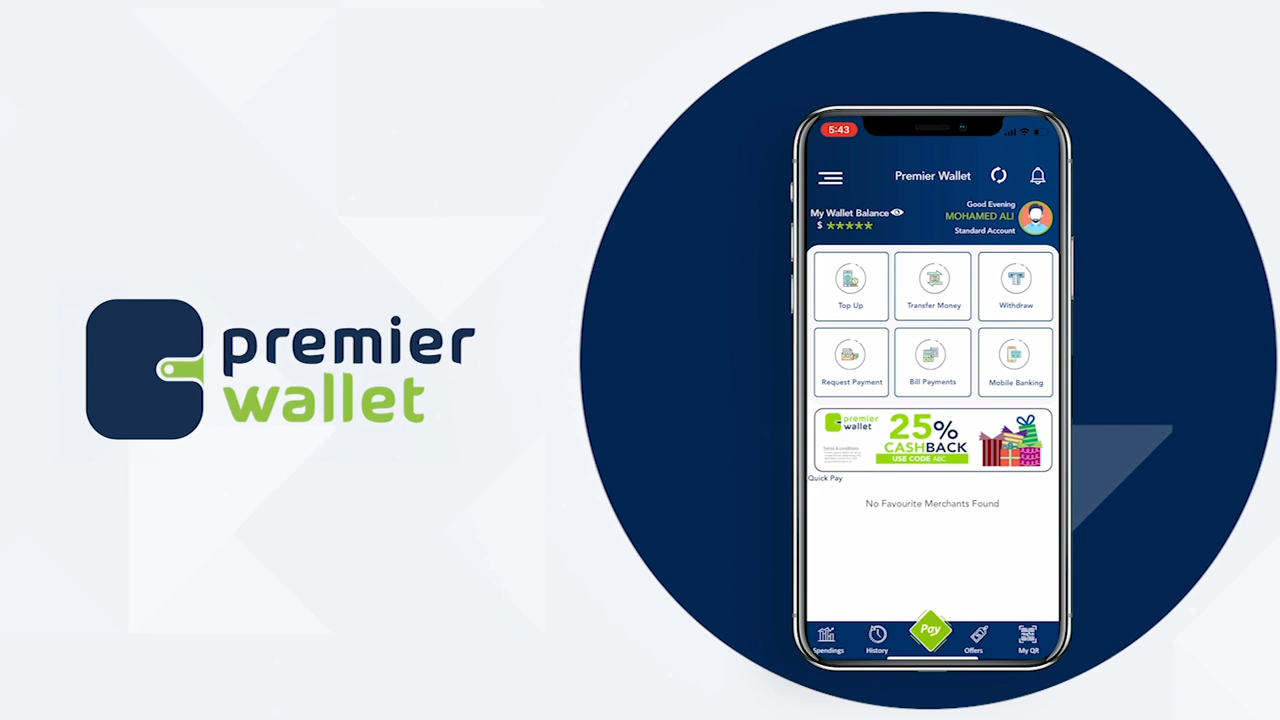 premier
wallet
5:43
Premier Wallet
My Wallet Balance
$ *****
Good Evening
MOHAMED ALI
Standard Account
Top Up
Transfer Money
Withdraw
Request Payment
Bill Payments
Mobile Banking
premier
wallet
Terms & conditions
25%
CASHBACK
USE CODE ABC
Quick Pay
No Favourite Merchants Found
Pay
Spendings
History
Offers
My QR